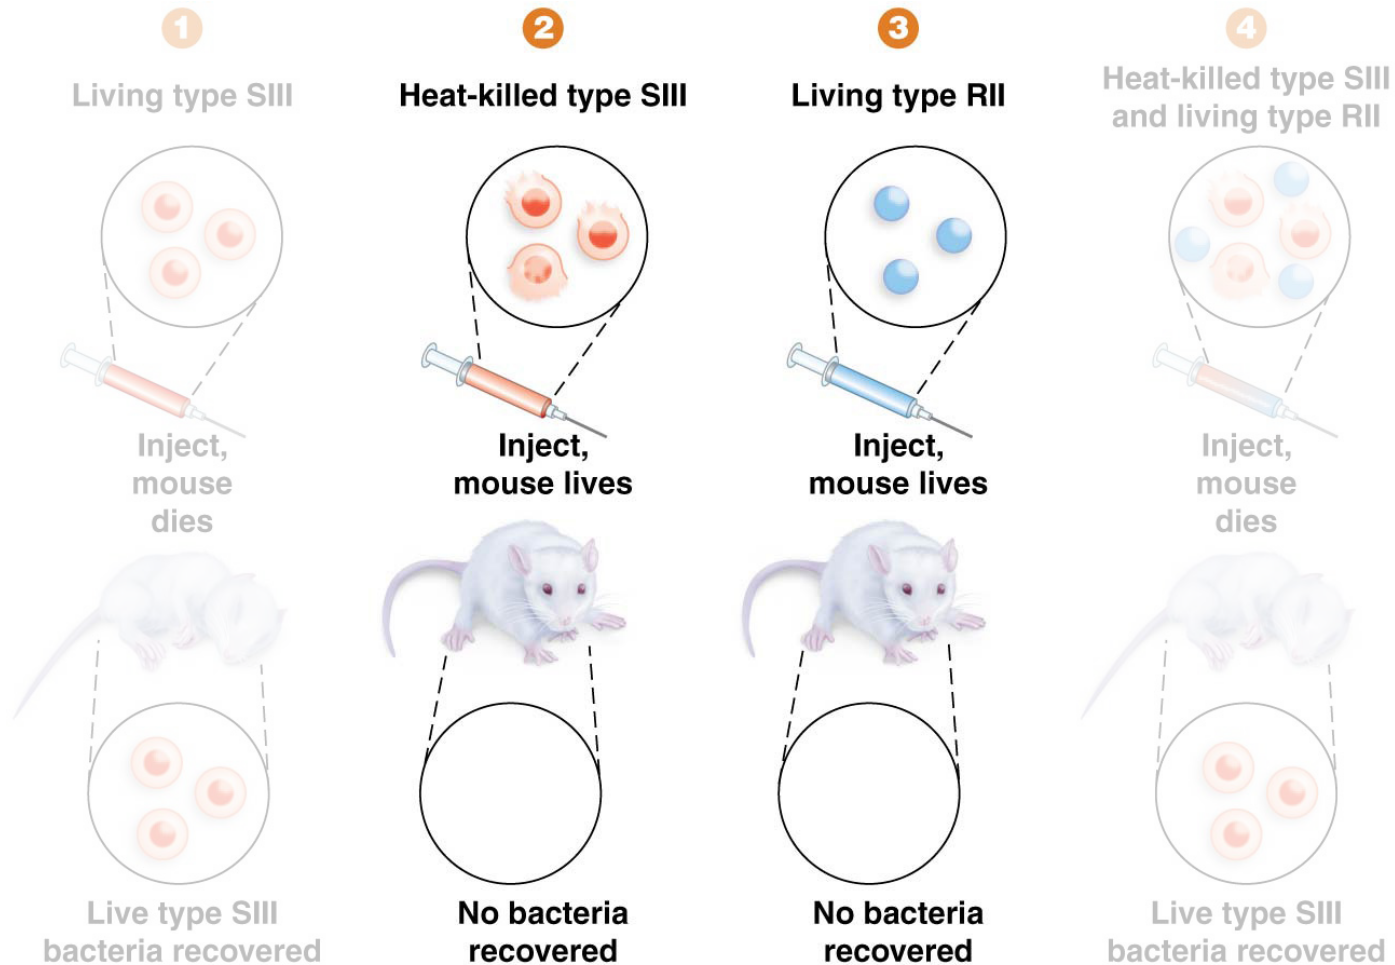 1
Living type SIII
Inject,
mouse
dies
Live type SIII
bacteria recovered
2
Heat-killed type SIII
Inject,
mouse lives
No bacteria
recovered
3
Living type RII
Inject,
mouse lives
No bacteria
recovered
4
Heat-killed type SIII
and living type RII
Inject,
mouse
dies
Live type SIII
bacteria recovered